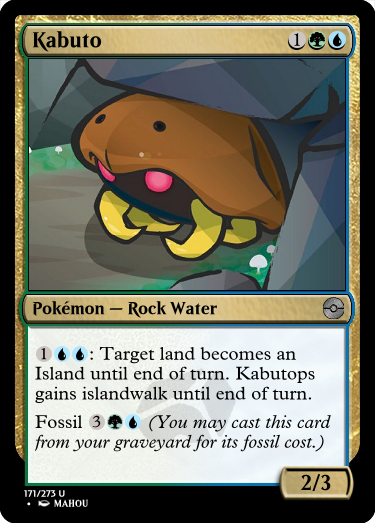 Kabuto 1
Pokémon — Rock Water
1: Target land becomes an
Island until end of turn. Kabutops
gains islandwalk until end of turn.
Fossil 3 (You may cast this card
from your graveyard for its fossil cost.)
2/3
171/273 U
• MAHOU